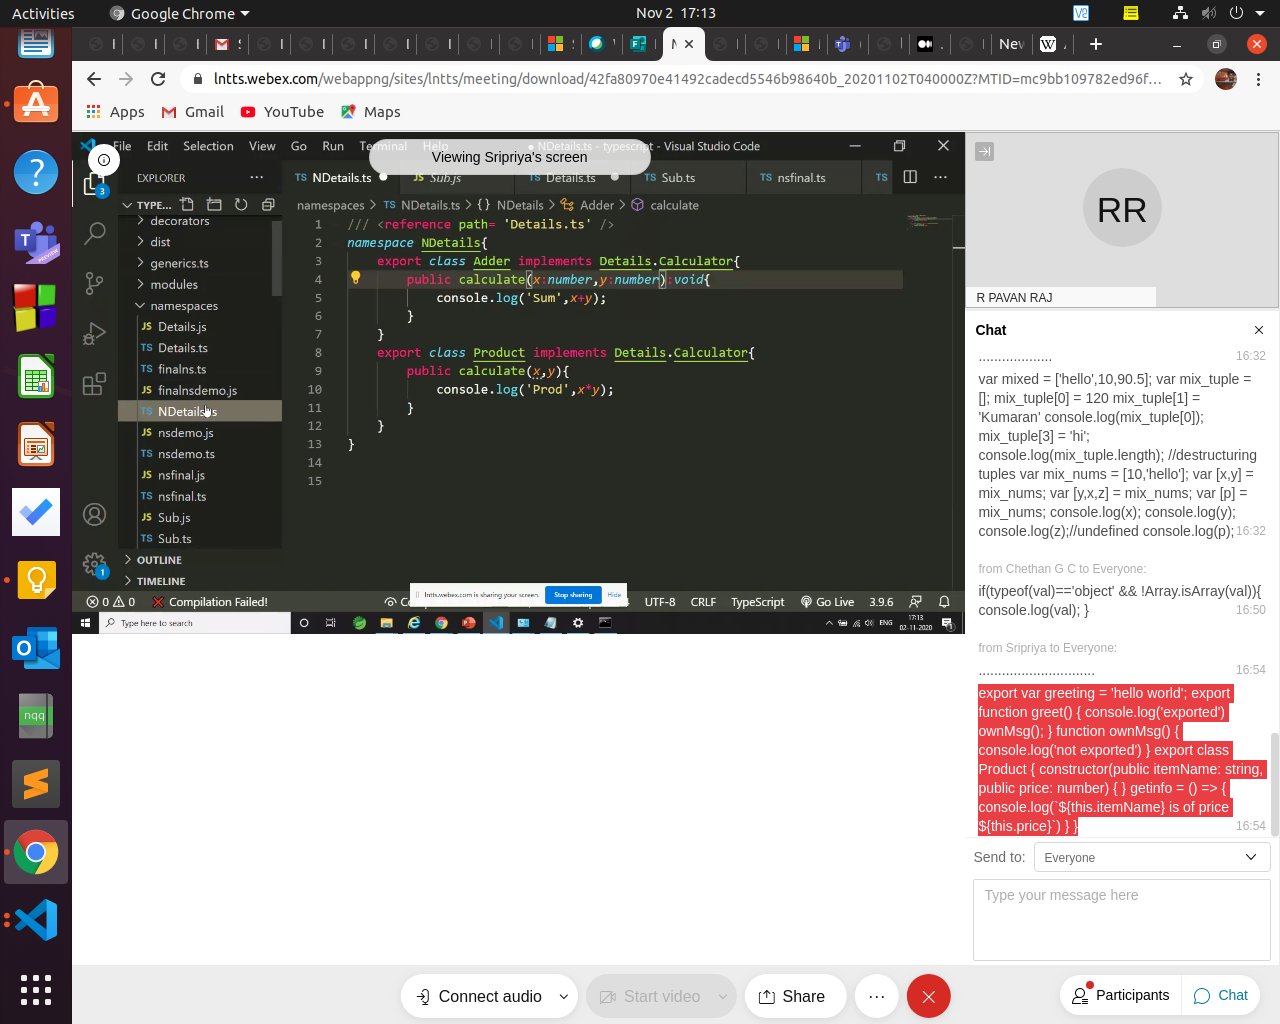 Activities
Google Chrome
Nov 2 17:13
New
lntts.webex.com/webappng/sites/lntts/meeting/download/42fa80970e41492cadecd5546b98640b_20201102T040000Z?MTID=mc9bb109782ed96f...
Apps
Gmail
YouTube
Maps
File Edit Selection View Go Run Terminal Help
NDetails.ts - typescript - Visual Studio Code
Viewing Sripriya's screen
EXPLORER
NDetails.ts
Sub.js
Details.ts
Sub.ts
nsfinal.ts
TS
TYPE...
namespaces > TS NDetails.ts > {} NDetails > Adder > calculate
decorators
dist
generics.ts
modules
namespaces
JS Details.js
TS Details.ts
TS finalns.ts
JS finalnsdemo.js
TS NDetails.ts
JS nsdemo.js
TS nsdemo.ts
JS nsfinal.js
TS nsfinal.ts
JS Sub.js
TS Sub.ts
OUTLINE
TIMELINE
1 /// <reference path= 'Details.ts' />
2 namespace NDetails{
3 export class Adder implements Details.Calculator{
4 public calculate(x:number,y:number):void{
5 console.log('Sum',x+y);
6 }
7 }
8 export class Product implements Details.Calculator{
9 public calculate(x,y){
10 console.log('Prod',x*y);
11 }
12 }
13 }
14
15
lntts.webex.com is sharing your screen. Stop sharing Hide
0 0 Compilation Failed!
UTF-8 CRLF TypeScript Go Live 3.9.6
Type here to search
ENG
17:13
02-11-2020
RR
R PAVAN RAJ
Chat
................... 16:32
var mixed = ['hello',10,90.5]; var mix_tuple =
[]; mix_tuple[0] = 120 mix_tuple[1] =
'Kumaran' console.log(mix_tuple[0]);
mix_tuple[3] = 'hi';
console.log(mix_tuple.length); //destructuring
tuples var mix_nums = [10,'hello']; var [x,y] =
mix_nums; var [y,x,z] = mix_nums; var [p] =
mix_nums; console.log(x); console.log(y);
console.log(z);//undefined console.log(p); 16:32
from Chethan G C to Everyone:
if(typeof(val)=='object' && !Array.isArray(val)){
console.log(val); } 16:50
from Sripriya to Everyone:
.............................. 16:54
export var greeting = 'hello world'; export
function greet() { console.log('exported')
ownMsg(); } function ownMsg() {
console.log('not exported') } export class
Product { constructor(public itemName: string,
public price: number) { } getinfo = () => {
console.log(`${this.itemName} is of price
${this.price}`) } } 16:54
Send to: Everyone
Type your message here
Connect audio
Start video
Share
Participants
Chat
nqq
PREVIEW